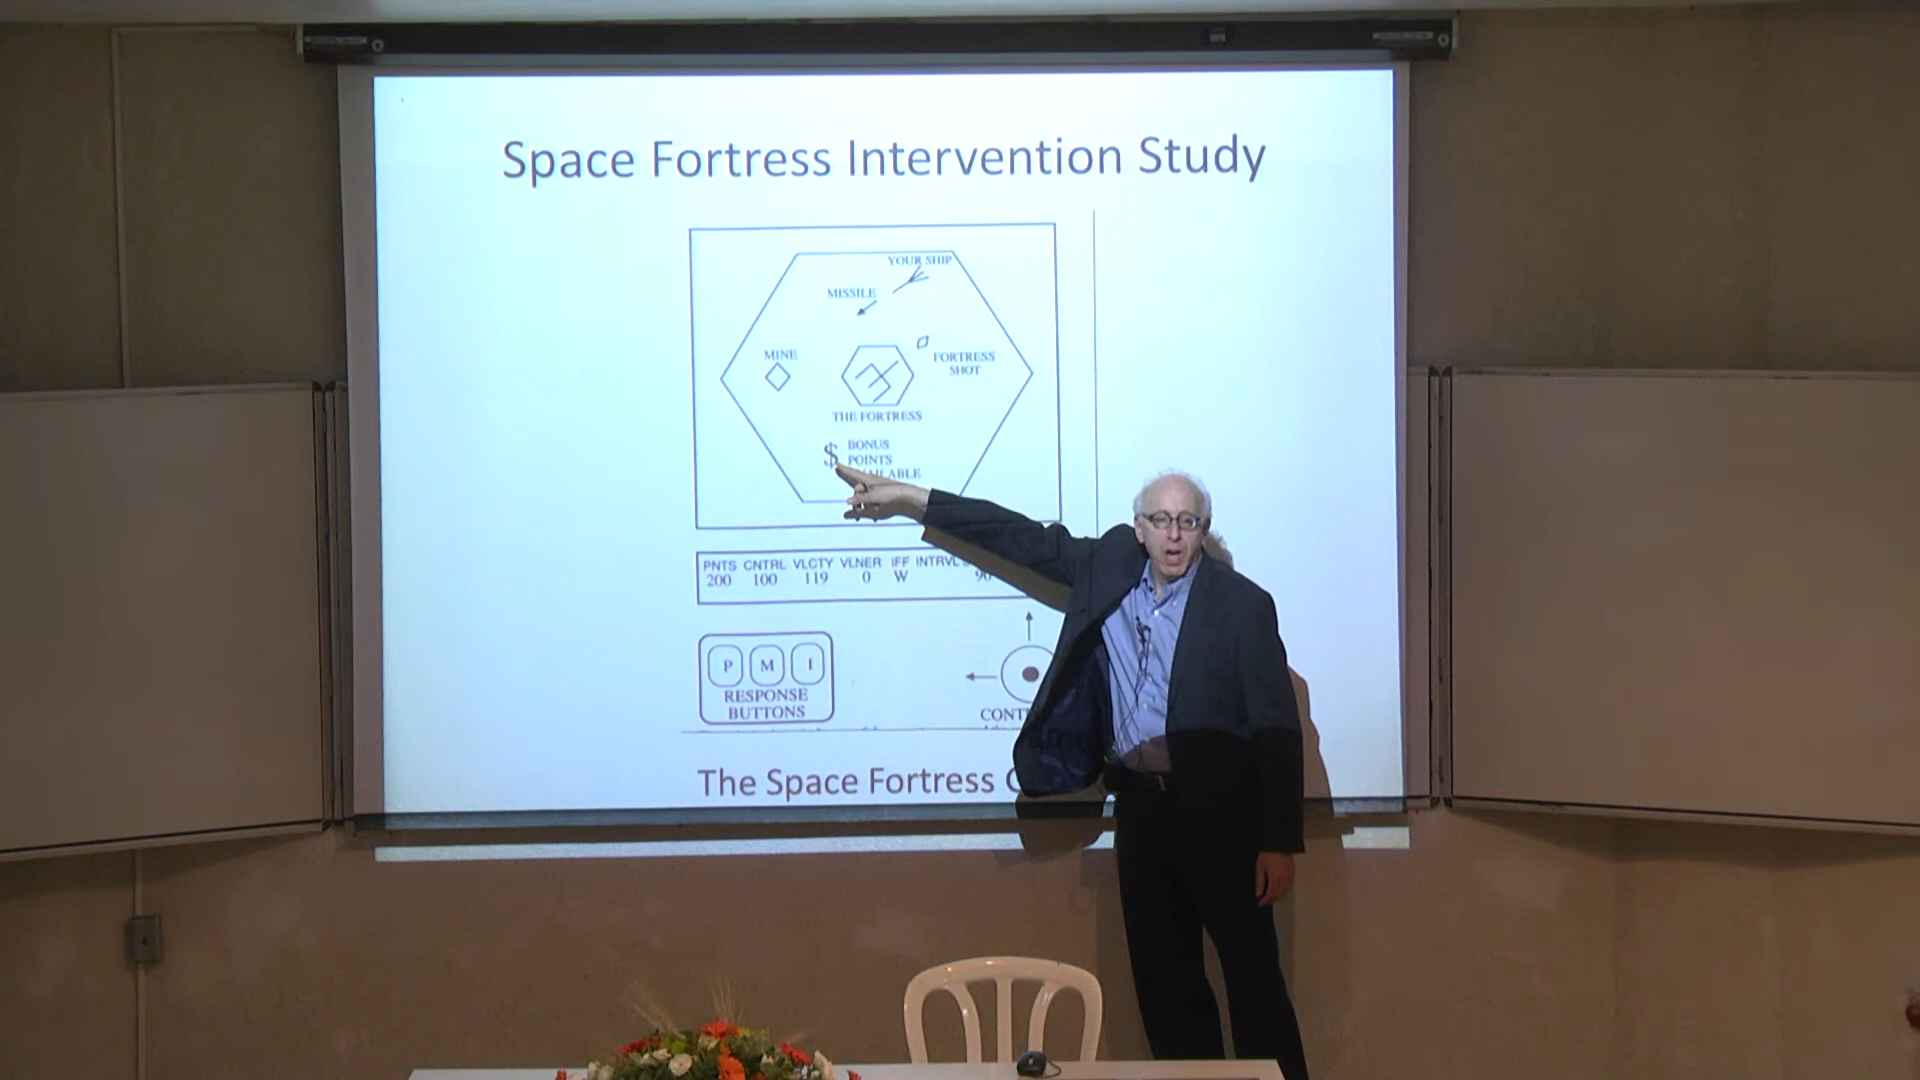 Space Fortress Intervention Study
YOUR SHIP
MISSILE
MINE
FORTRESS
SHOT
THE FORTRESS
$ BONUS
POINTS
PNTS CNTRL VLCTY VLNER IFF INTRVL
200 100 119 0 W 90
P M I
RESPONSE
BUTTONS
The Space Fortress